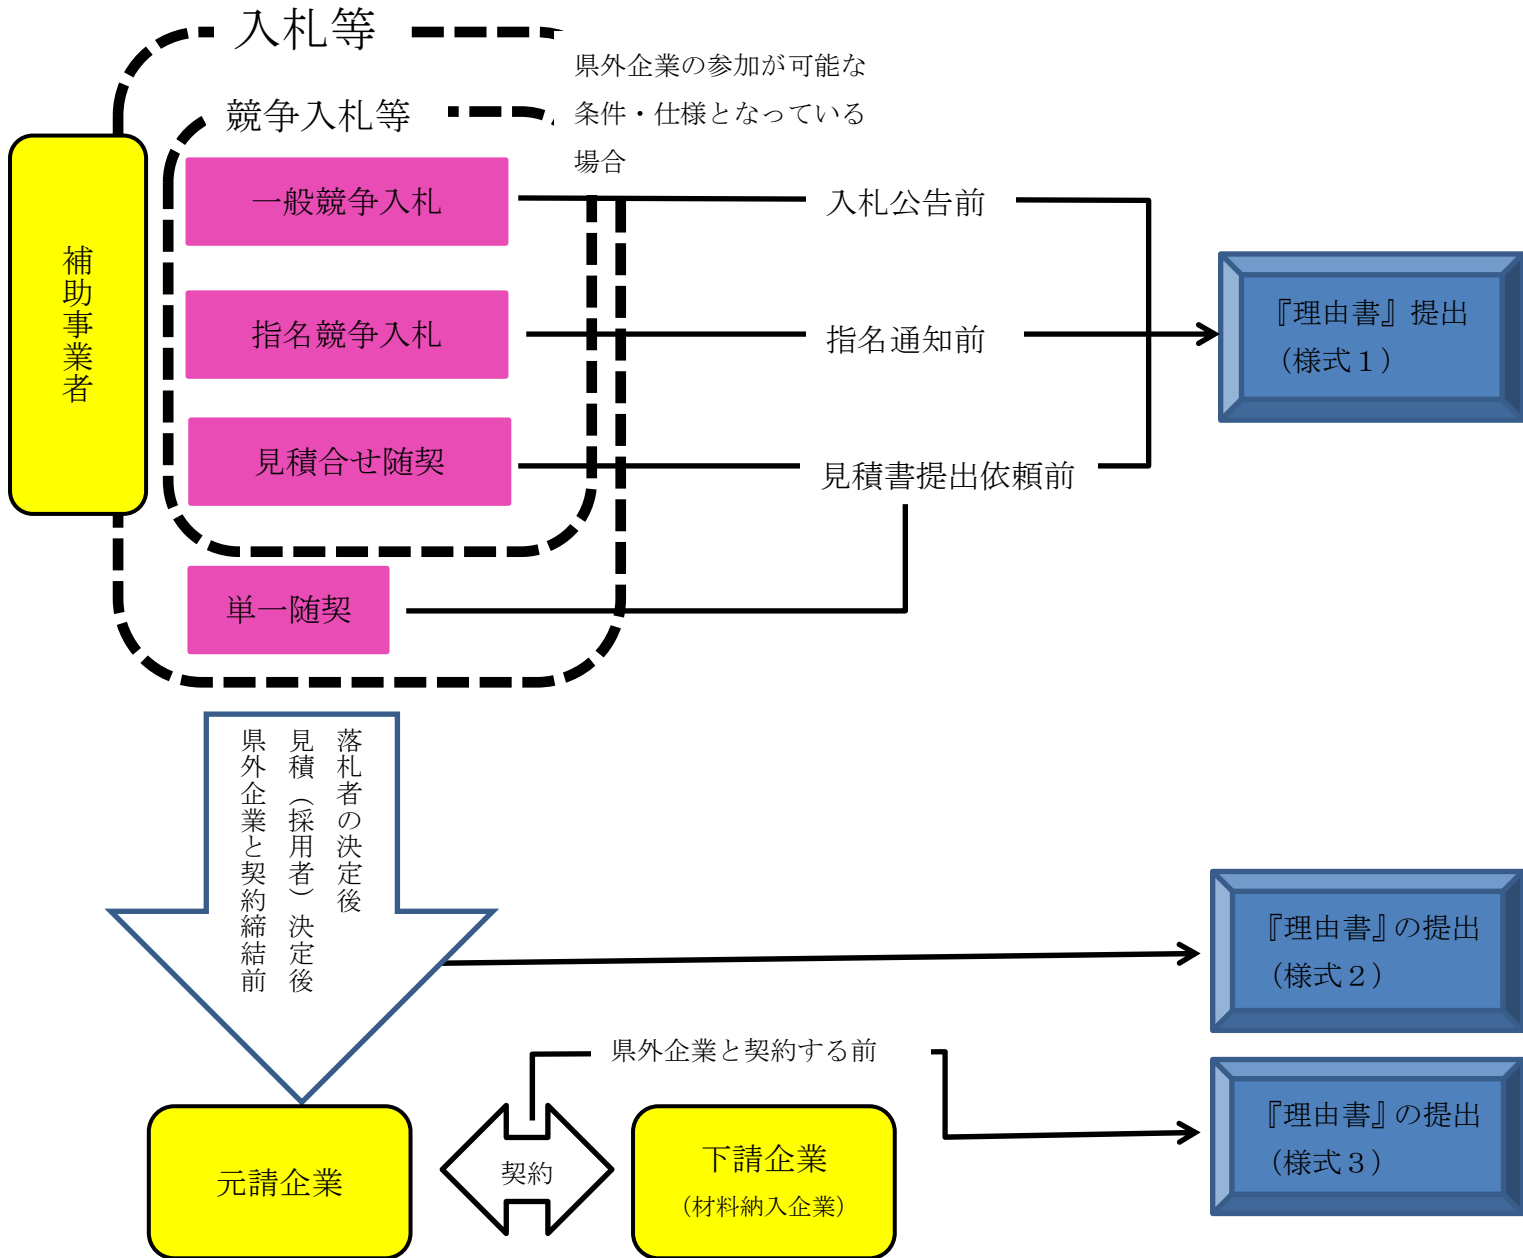 入札等
県外企業の参加が可能な
条件・仕様となっている
場合
競争入札等
補助事業者
一般競争入札
入札公告前
指名競争入札
指名通知前
見積合せ随契
見積書提出依頼前
単一随契
『理由書』提出
（様式１）
落札者の決定後
見積（採用者）決定後
県外企業と契約締結前
『理由書』の提出
（様式２）
県外企業と契約する前
『理由書』の提出
（様式３）
元請企業
契約
下請企業
（材料納入企業）